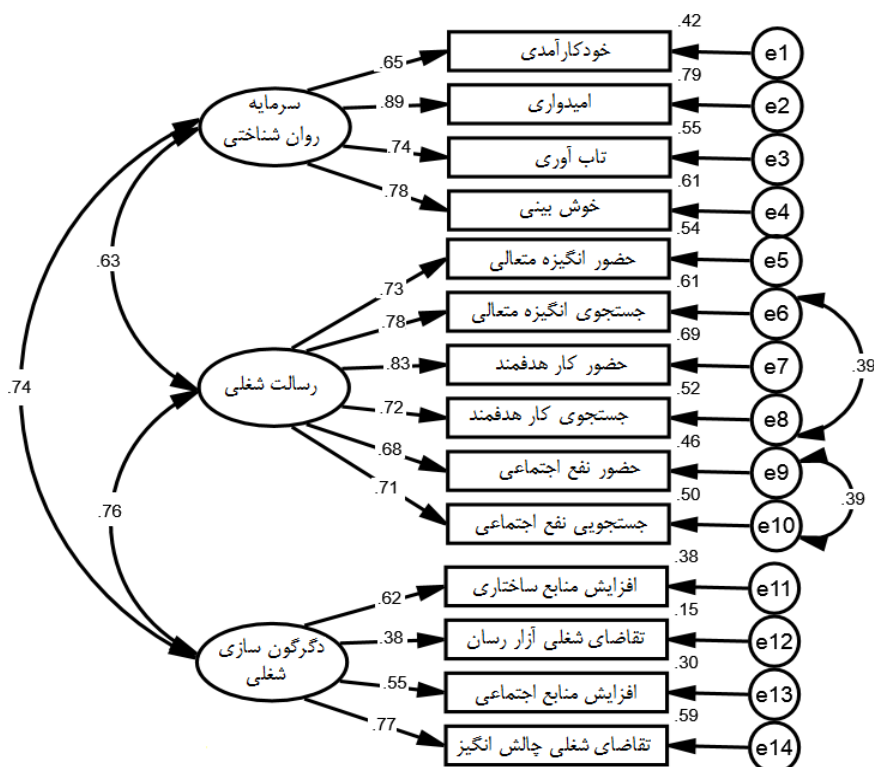 .42
خودکارآمدی
e1
.65
.79
سرمایه
روان شناختی
امیدواری
e2
.89
.55
تاب آوری
e3
.74
.61
خوش بینی
e4
.78
.54
حضور انگیزه متعالی
e5
.63
.73
.61
جستجوی انگیزه متعالی
e6
.78
.69
حضور کار هدفمند
e7
.83
.39
.74
رسالت شغلی
.52
جستجوی کار هدفمند
e8
.72
.46
حضور نفع اجتماعی
e9
.68
.50
.71
.39
جستجویی نفع اجتماعی
e10
.76
.38
افزایش منابع ساختاری
e11
.62
.15
تقاضای شغلی آزار رسان
e12
.38
دگرگون سازی
شغلی
.30
افزایش منابع اجتماعی
e13
.55
.59
تقاضای شغلی چالش انگیز
e14
.77